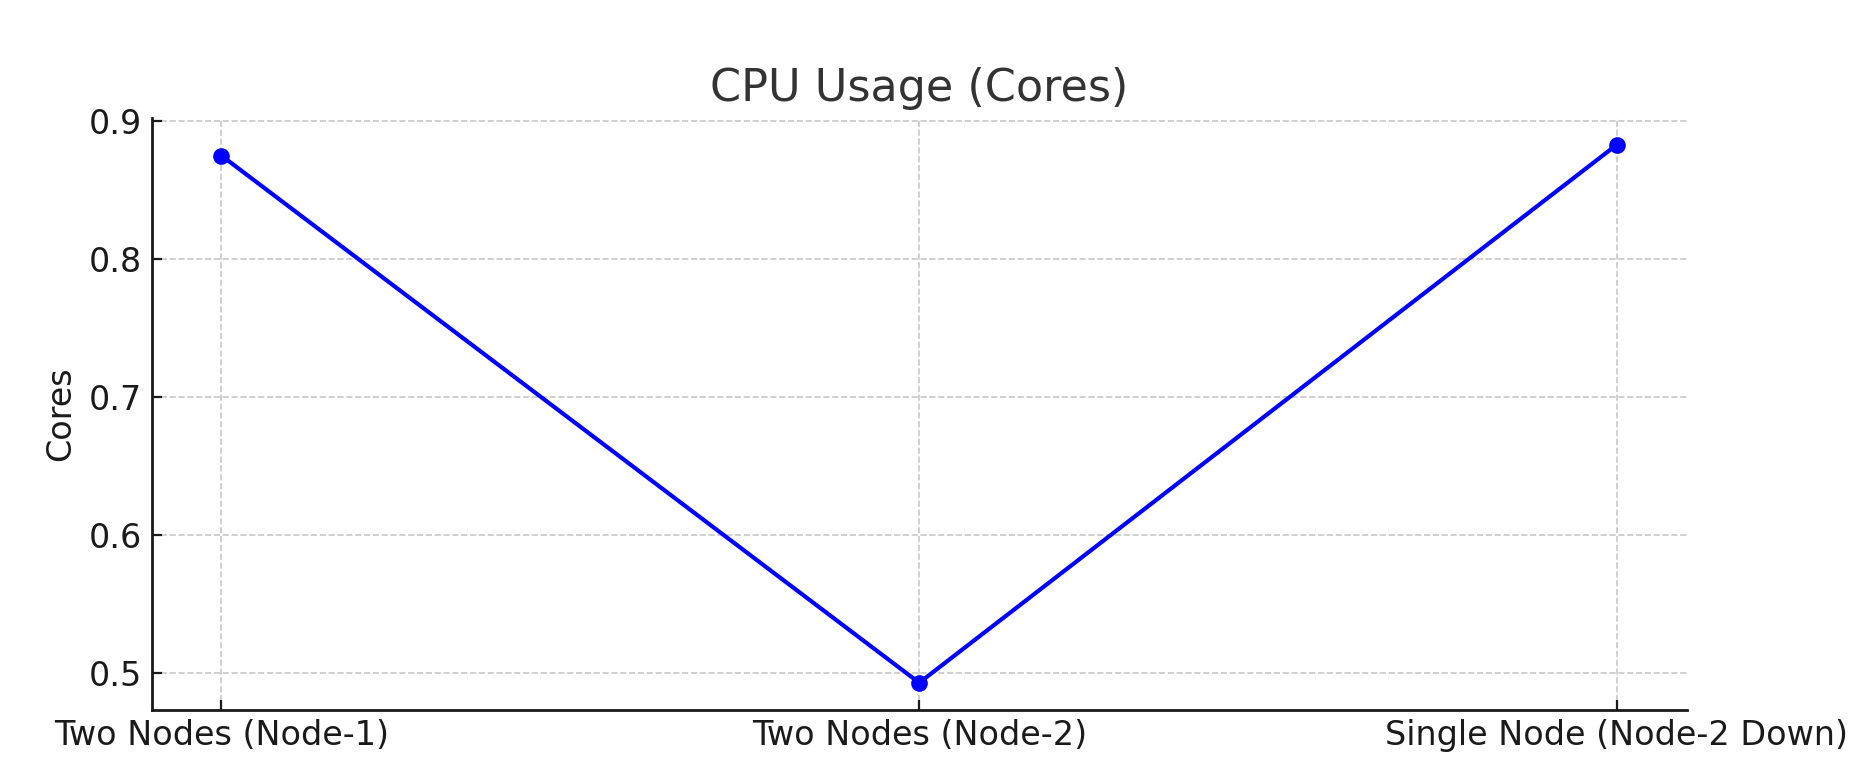 CPU Usage (Cores)
0.9
0.8
0.7
0.6
0.5
Cores
Two Nodes (Node-1)
Two Nodes (Node-2)
Single Node (Node-2 Down)